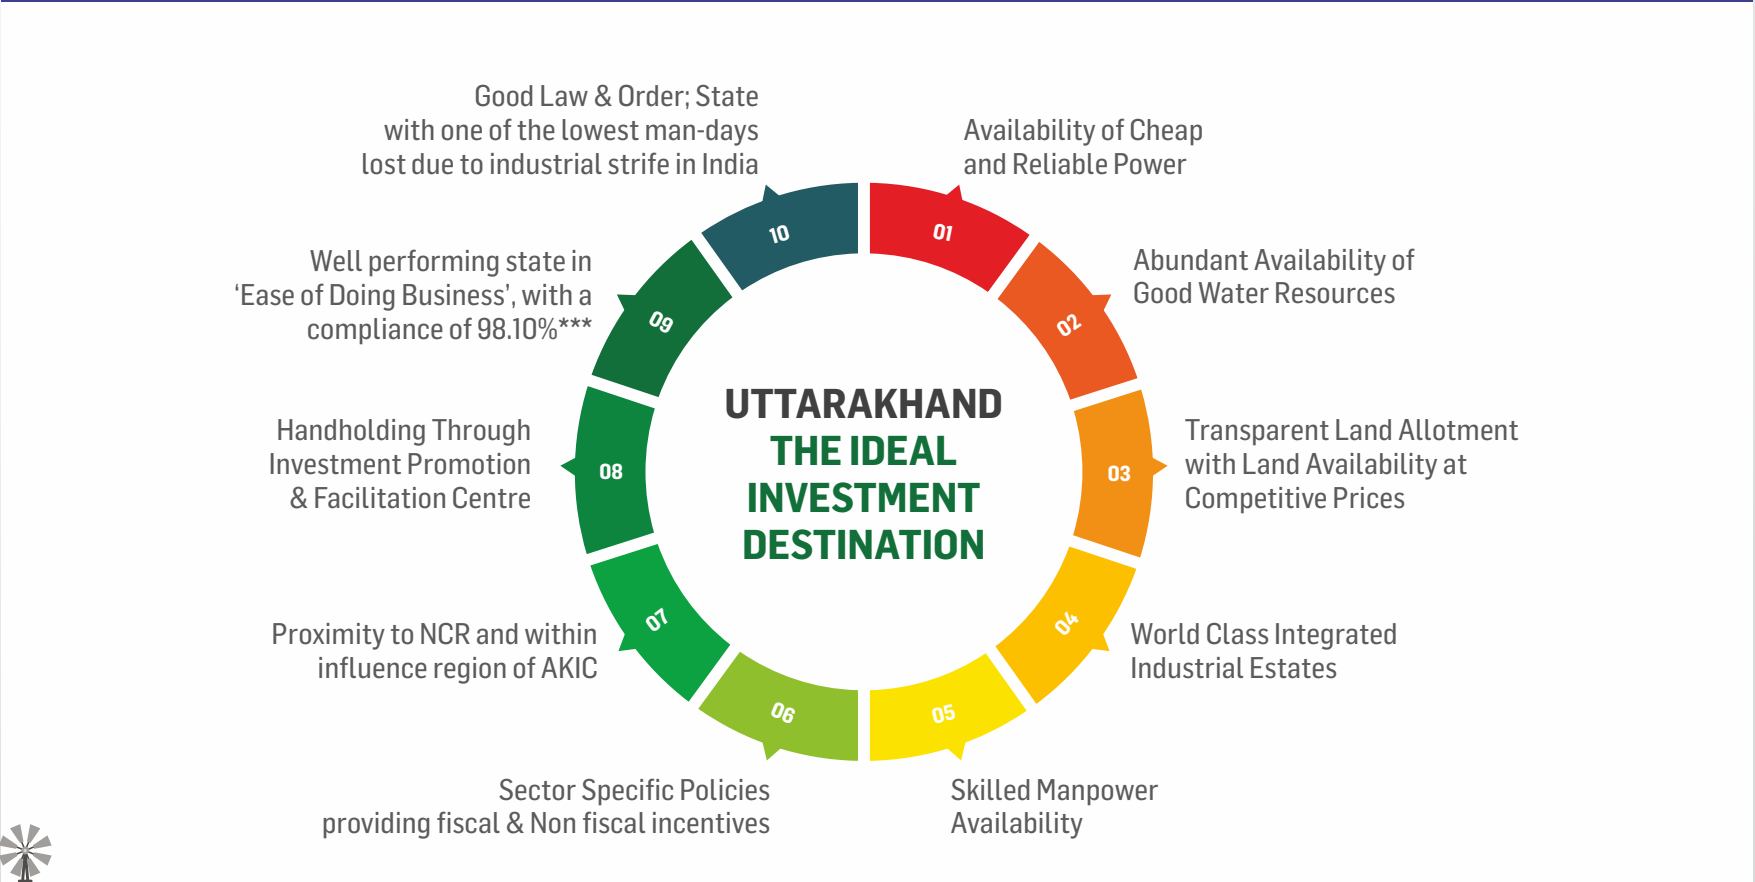 UTTARAKHAND
THE IDEAL
INVESTMENT
DESTINATION
01
Availability of Cheap
and Reliable Power
02
Abundant Availability of
Good Water Resources
03
Transparent Land Allotment
with Land Availability at
Competitive Prices
04
World Class Integrated
Industrial Estates
05
Skilled Manpower
Availability
06
Sector Specific Policies
providing fiscal & Non fiscal incentives
07
Proximity to NCR and within
influence region of AKIC
08
Handholding Through
Investment Promotion
& Facilitation Centre
09
Well performing state in
‘Ease of Doing Business’, with a
compliance of 98.10%***
10
Good Law & Order; State
with one of the lowest man-days
lost due to industrial strife in India